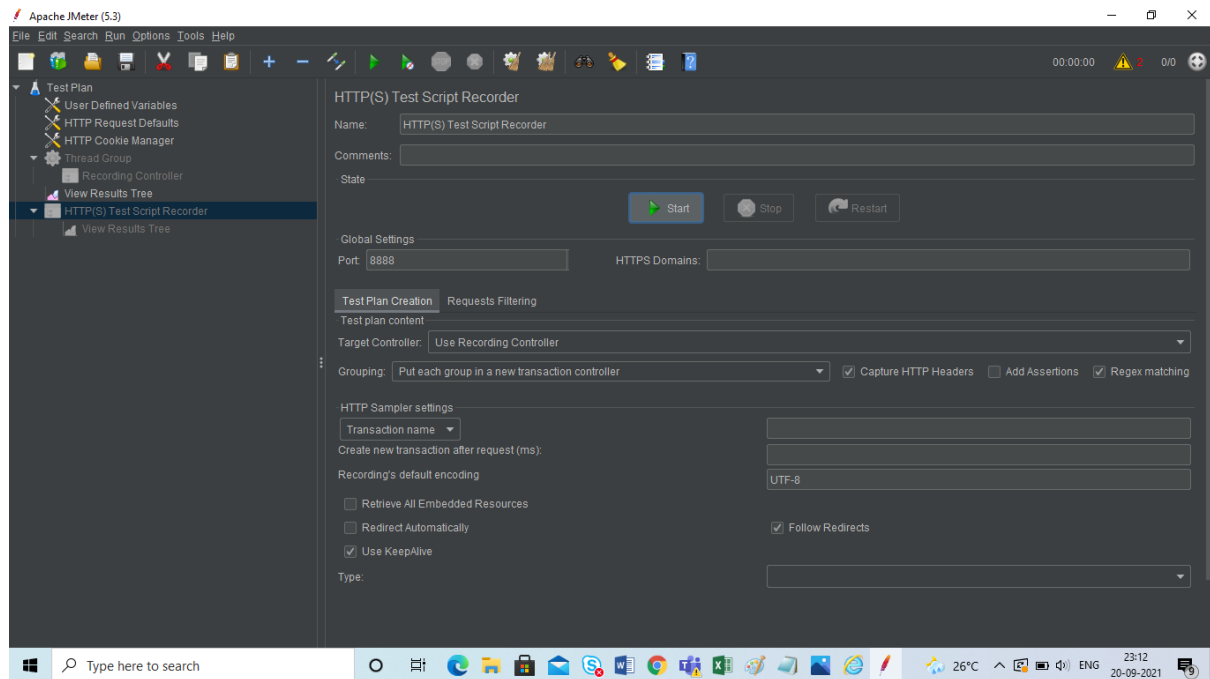 Apache JMeter (5.3)
File Edit Search Run Options Tools Help
00:00:00 2 0/0
Test Plan
User Defined Variables
HTTP Request Defaults
HTTP Cookie Manager
Thread Group
Recording Controller
View Results Tree
HTTP(S) Test Script Recorder
View Results Tree
HTTP(S) Test Script Recorder
Name: HTTP(S) Test Script Recorder
Comments:
State
Start Stop Restart
Global Settings
Port: 8888 HTTPS Domains:
Test Plan Creation Requests Filtering
Test plan content
Target Controller: Use Recording Controller
Grouping: Put each group in a new transaction controller Capture HTTP Headers Add Assertions Regex matching
HTTP Sampler settings
Transaction name
Create new transaction after request (ms):
Recording's default encoding UTF-8
Retrieve All Embedded Resources
Redirect Automatically Follow Redirects
Use KeepAlive
Type:
Type here to search 26°C ENG 23:12
20-09-2021